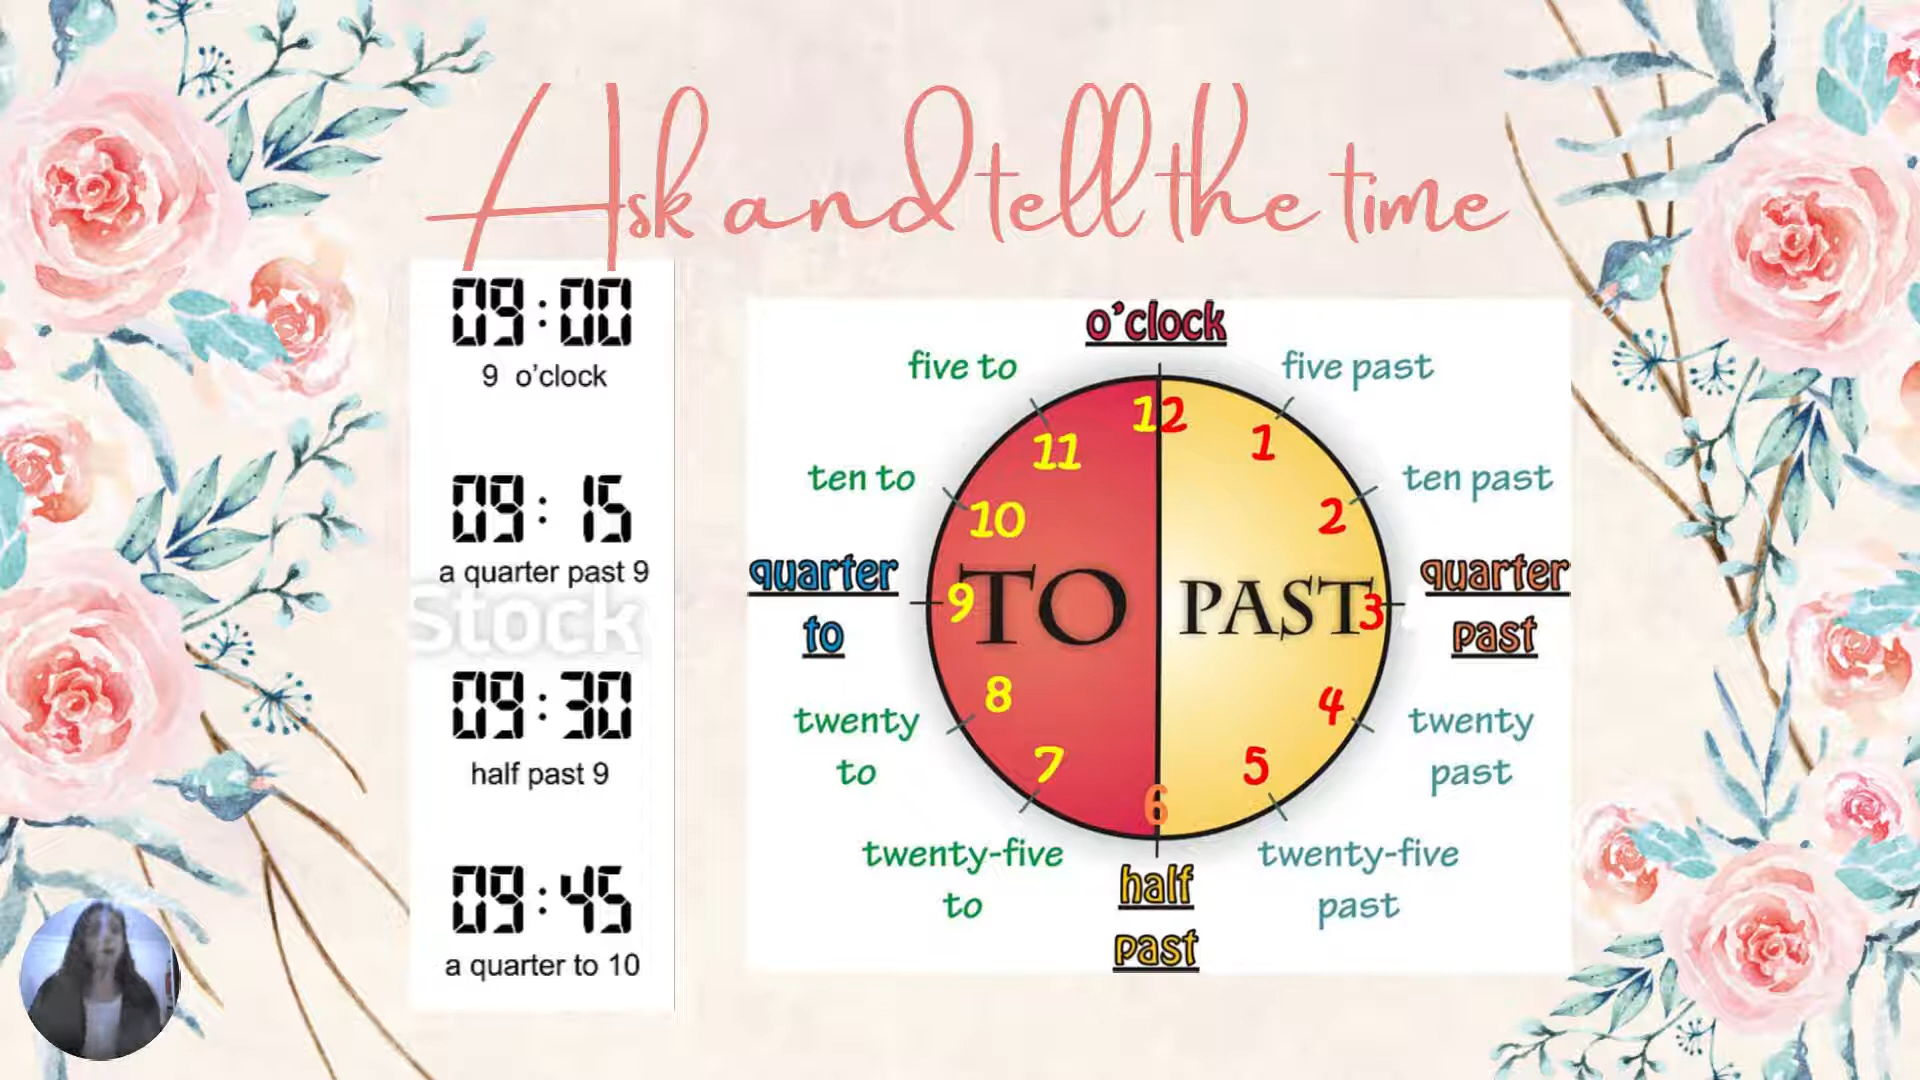 Ask and tell the time
09:00
9 o'clock
09:15
a quarter past 9
Stock
09:30
half past 9
09:45
a quarter to 10
o'clock
five to
five past
12
11
1
ten to
ten past
10
2
quarter
to
9
TO
PAST
3
quarter
past
8
4
twenty
to
twenty
past
7
5
6
twenty-five
to
twenty-five
past
half
past